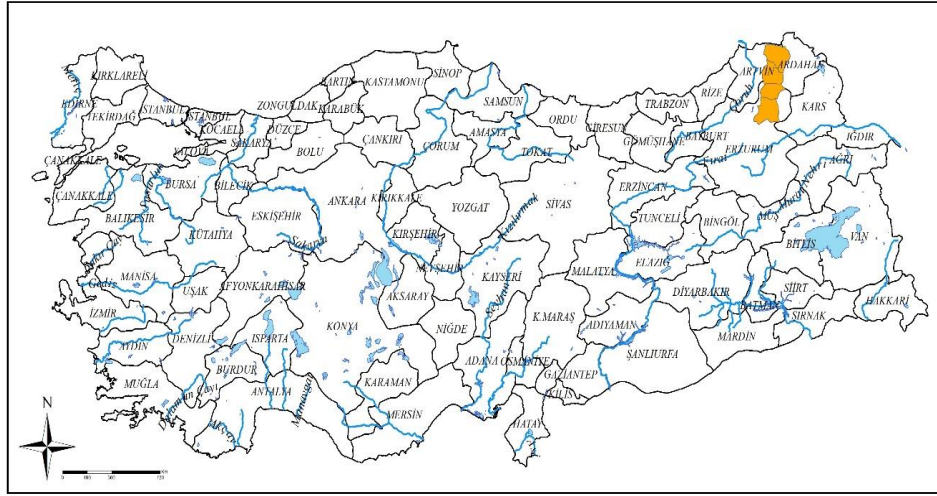 KIRKLARELİ
EDİRNE
TEKİRDAĞ
İSTANBUL
İSTANBUL
KOCAELİ
YALOVA
SAKARYA
DÜZCE
ZONGULDAK
BARTIN
KARABÜK
KASTAMONU
SİNOP
SAMSUN
ORDU
GİRESUN
TRABZON
RİZE
ARTVİN
ARDAHAN
KARS
IĞDIR
AĞRI
ERZURUM
BAYBURT
GÜMÜŞHANE
Çoruh
Fırat
Murat Nehri
AMASYA
TOKAT
ÇORUM
ÇANKIRI
BOLU
BİLECİK
BURSA
ÇANAKKALE
ÇANAKKALE
BALIKESİR
KÜTAHYA
ESKİŞEHİR
ANKARA
KIRIKKALE
KIRŞEHİR
YOZGAT
SİVAS
Kızılırmak
ERZİNCAN
TUNCELİ
BİNGÖL
MUŞ
BİTLİS
VAN
ELAZIĞ
MALATYA
DİYARBAKIR
BATMAN
SİİRT
ŞIRNAK
HAKKARİ
MARDİN
ŞANLIURFA
ADIYAMAN
K.MARAŞ
GAZİANTEP
KİLİS
HATAY
OSMANİYE
ADANA
Seyhan
KAYSERİ
NEVŞEHİR
NİĞDE
AKSARAY
KONYA
KARAMAN
MERSİN
AFYONKARAHİSAR
UŞAK
MANİSA
Gediz
İZMİR
AYDIN
DENİZLİ
ISPARTA
BURDUR
ANTALYA
Manavgat
MUĞLA
Dalaman Çayı
N